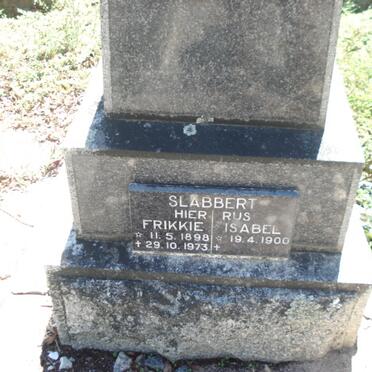 SLABBERT
HIER RUS
FRIKKIE ISABEL
☆ 11.5.1898 ☆ 19.4.1900
+ 29.10.1973 +